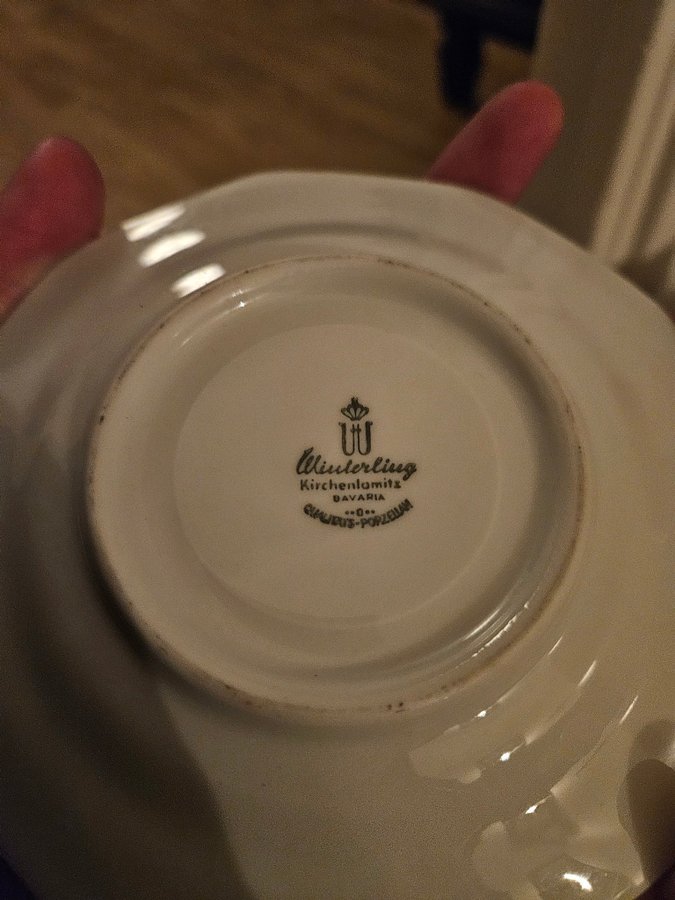 W
Winterling
Kirchenlamitz
BAVARIA
QUALITÄTS-PORZELLAN